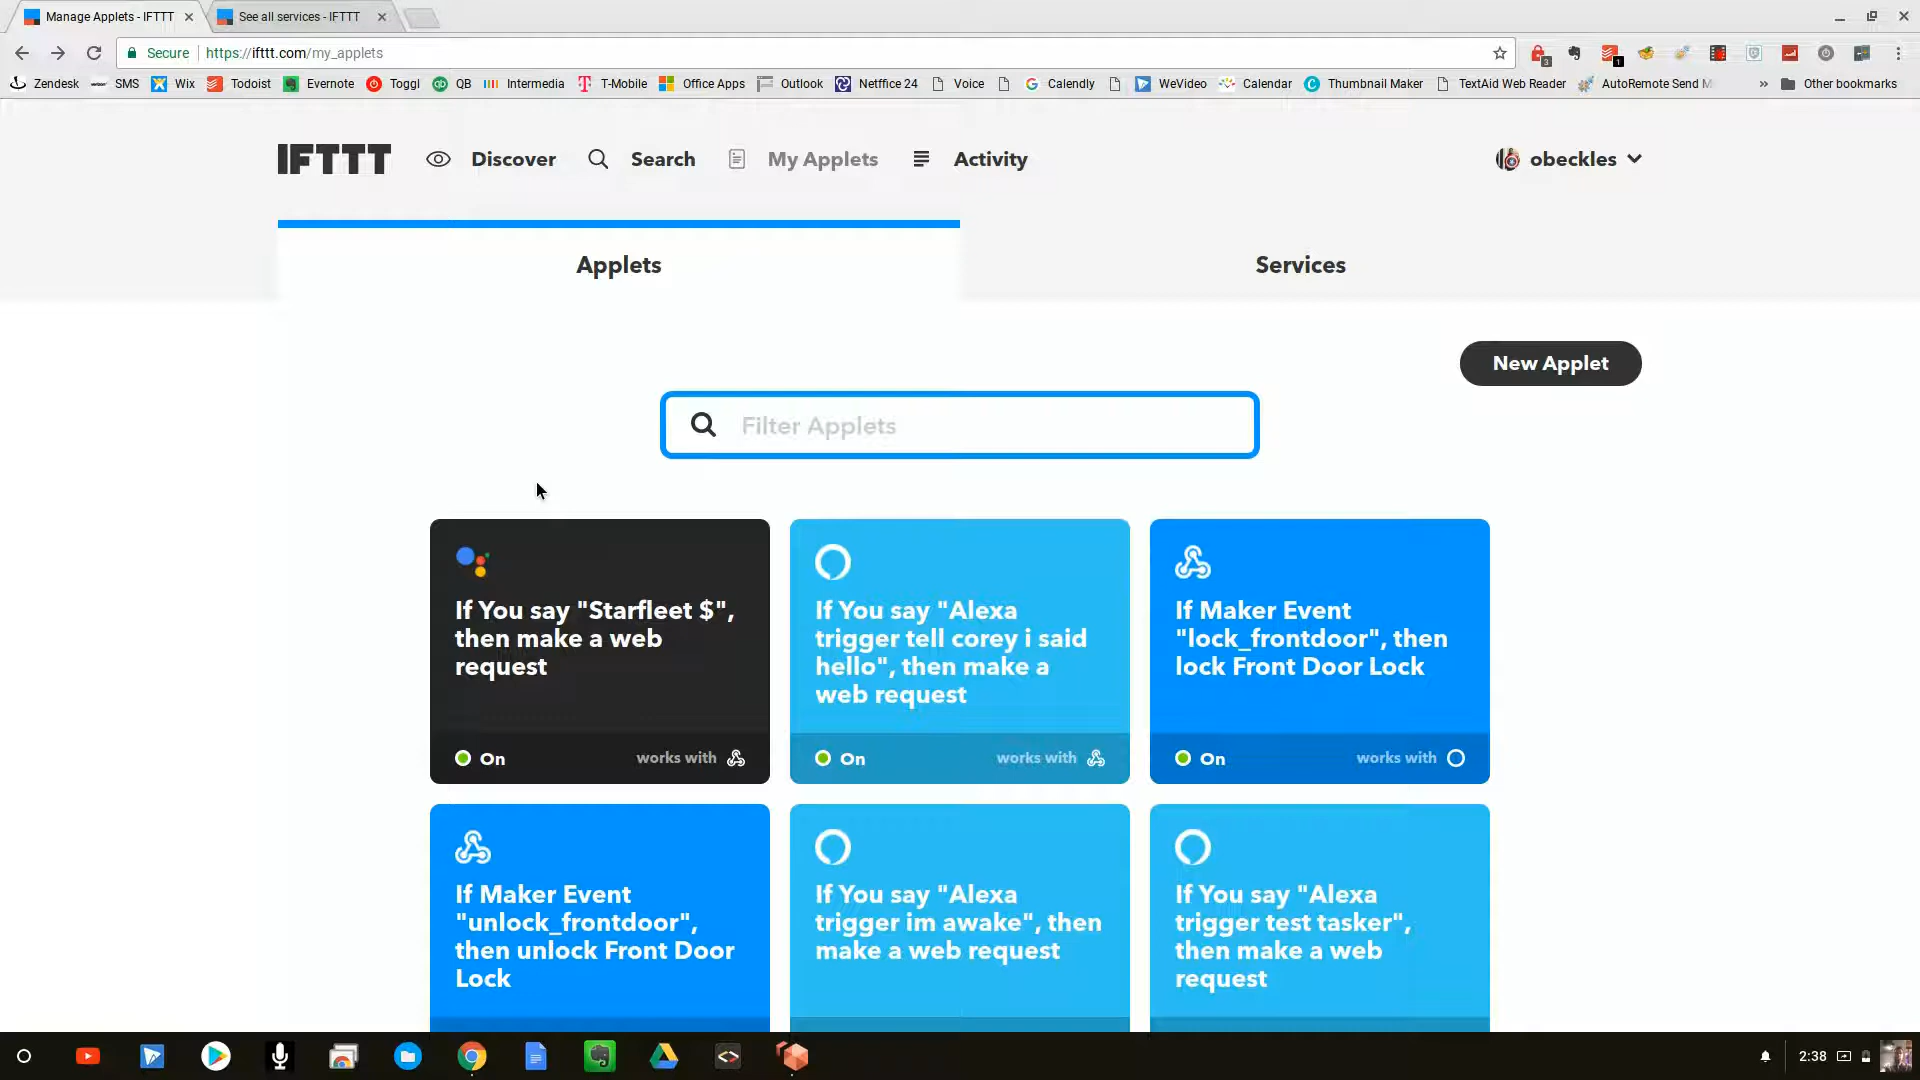 Manage Applets - IFTTT
See all services - IFTTT
Secure https://ifttt.com/my_applets
3
1
Zendesk SMS Wix Todoist Evernote Toggl QB Intermedia T-Mobile Office Apps Outlook Netffice 24 Voice Calendly WeVideo Calendar Thumbnail Maker TextAid Web Reader AutoRemote Send M » Other bookmarks
IFTTT Discover Search My Applets Activity obeckles
Applets Services
New Applet
Filter Applets
If You say "Starfleet $",
then make a web
request
On works with
If You say "Alexa
trigger tell corey i said
hello", then make a
web request
On works with
If Maker Event
"lock_frontdoor", then
lock Front Door Lock
On works with
If Maker Event
"unlock_frontdoor",
then unlock Front Door
Lock
If You say "Alexa
trigger im awake", then
make a web request
If You say "Alexa
trigger test tasker",
then make a web
request
2:38